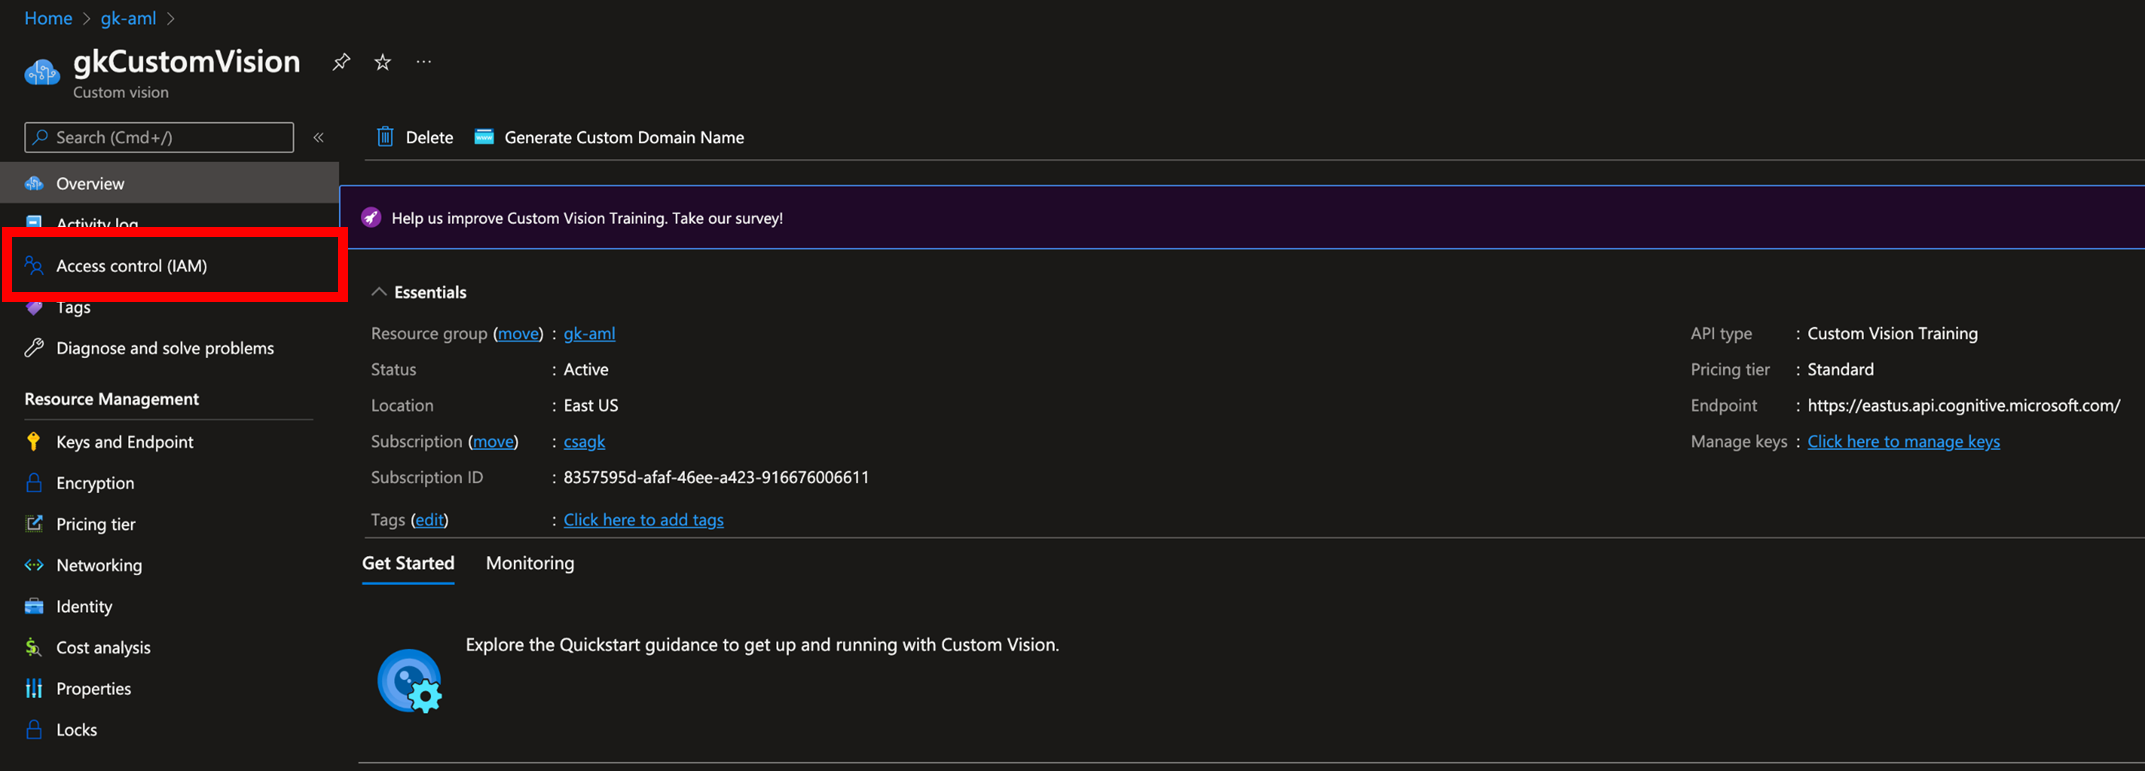 Home > gk-aml >
gkCustomVision
Custom vision
Search (Cmd+/)
«
Delete
Generate Custom Domain Name
Overview
Activity log
Access control (IAM)
Tags
Diagnose and solve problems
Resource Management
Keys and Endpoint
Encryption
Pricing tier
Networking
Identity
Cost analysis
Properties
Locks
Help us improve Custom Vision Training. Take our survey!
Essentials
Resource group (move) : gk-aml
Status : Active
Location : East US
Subscription (move) : csagk
Subscription ID : 8357595d-afaf-46ee-a423-916676006611
Tags (edit) : Click here to add tags
API type : Custom Vision Training
Pricing tier : Standard
Endpoint : https://eastus.api.cognitive.microsoft.com/
Manage keys : Click here to manage keys
Get Started
Monitoring
Explore the Quickstart guidance to get up and running with Custom Vision.